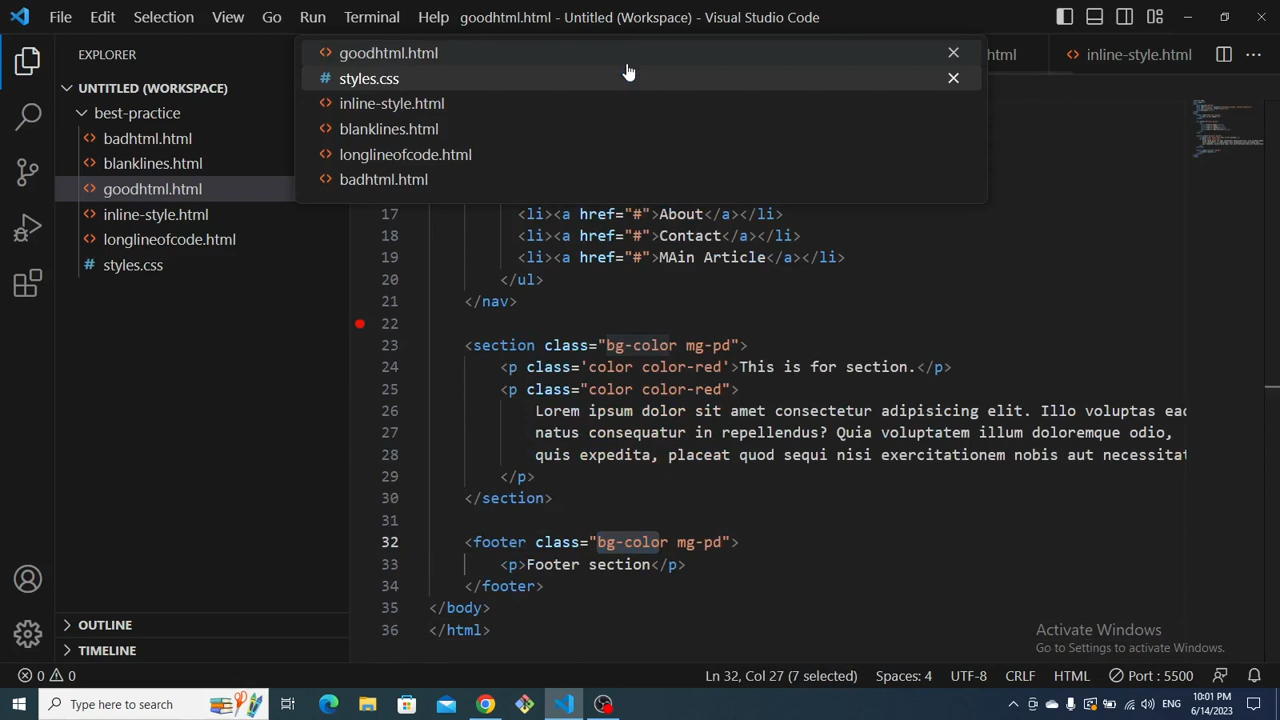 File Edit Selection View Go Run Terminal Help goodhtml.html - Untitled (Workspace) - Visual Studio Code
EXPLORER
UNTITLED (WORKSPACE)
best-practice
badhtml.html
blanklines.html
goodhtml.html
inline-style.html
longlineofcode.html
styles.css
OUTLINE
TIMELINE
goodhtml.html
styles.css
inline-style.html
blanklines.html
longlineofcode.html
badhtml.html
html inline-style.html
17 <li><a href="#">About</a></li>
18 <li><a href="#">Contact</a></li>
19 <li><a href="#">MAin Article</a></li>
20 </ul>
21 </nav>
22
23 <section class="bg-color mg-pd">
24 <p class='color color-red'>This is for section.</p>
25 <p class="color color-red">
26 Lorem ipsum dolor sit amet consectetur adipisicing elit. Illo voluptas eac
27 natus consequatur in repellendus? Quia voluptatem illum doloremque odio,
28 quis expedita, placeat quod sequi nisi exercitationem nobis aut necessitat
29 </p>
30 </section>
31
32 <footer class="bg-color mg-pd">
33 <p>Footer section</p>
34 </footer>
35 </body>
36 </html>
Activate Windows
Go to Settings to activate Windows.
0 0 Ln 32, Col 27 (7 selected) Spaces: 4 UTF-8 CRLF HTML Port : 5500
Type here to search
ENG
10:01 PM
6/14/2023